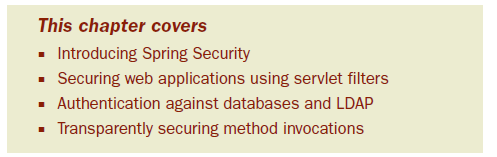 This chapter covers
▪ Introducing Spring Security
▪ Securing web applications using servlet filters
▪ Authentication against databases and LDAP
▪ Transparently securing method invocations